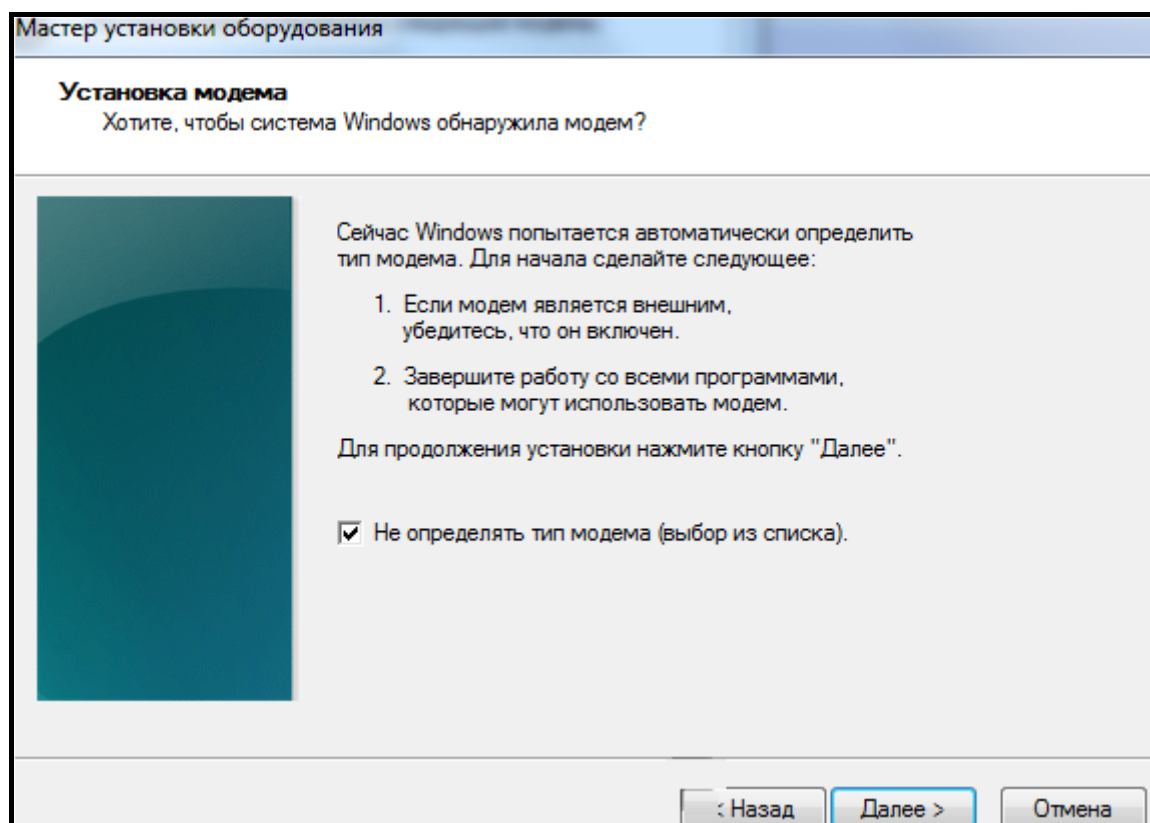 Мастер установки оборудования
Установка модема
Хотите, чтобы система Windows обнаружила модем?
Сейчас Windows попытается автоматически определить
тип модема. Для начала сделайте следующее:
1. Если модем является внешним,
убедитесь, что он включен.
2. Завершите работу со всеми программами,
которые могут использовать модем.
Для продолжения установки нажмите кнопку "Далее".
Не определять тип модема (выбор из списка).
< Назад Далее > Отмена